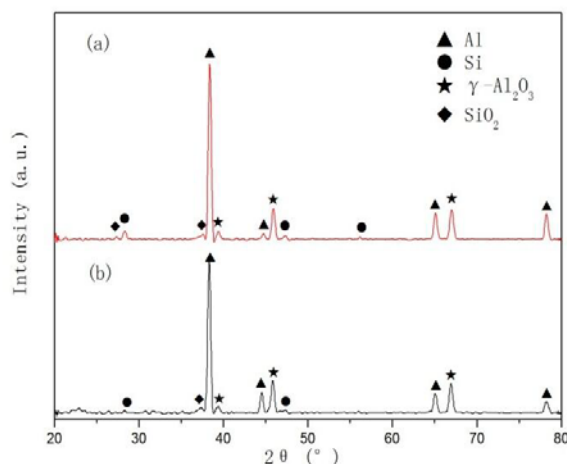 (a)
Al
Si
γ-Al₂O₃
SiO₂
Intensity (a.u.)
(b)
20 30 40 50 60 70 80
2θ (°)